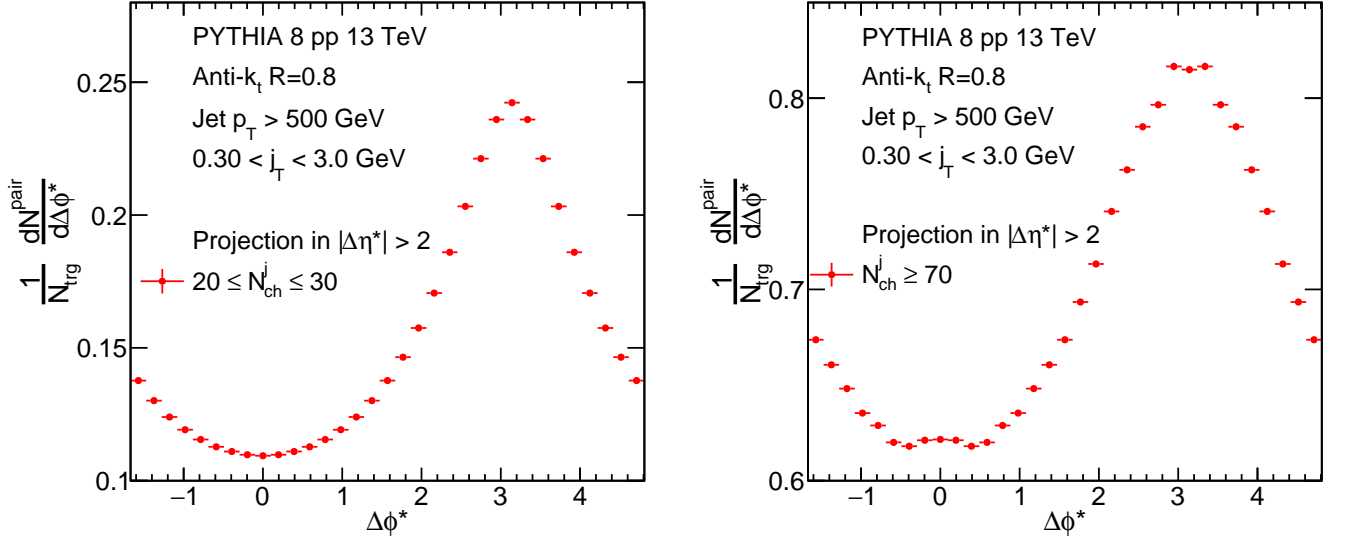 PYTHIA 8 pp 13 TeV
Anti-k_t R=0.8
Jet p_T > 500 GeV
0.30 < j_T < 3.0 GeV
Projection in |Δη*| > 2
20 ≤ N_ch^j ≤ 30
1/N_trg dN^pair/dΔφ*
0.25
0.2
0.15
0.1
−1 0 1 2 3 4
Δφ*
PYTHIA 8 pp 13 TeV
Anti-k_t R=0.8
Jet p_T > 500 GeV
0.30 < j_T < 3.0 GeV
Projection in |Δη*| > 2
N_ch^j ≥ 70
1/N_trg dN^pair/dΔφ*
0.8
0.7
0.6
−1 0 1 2 3 4
Δφ*